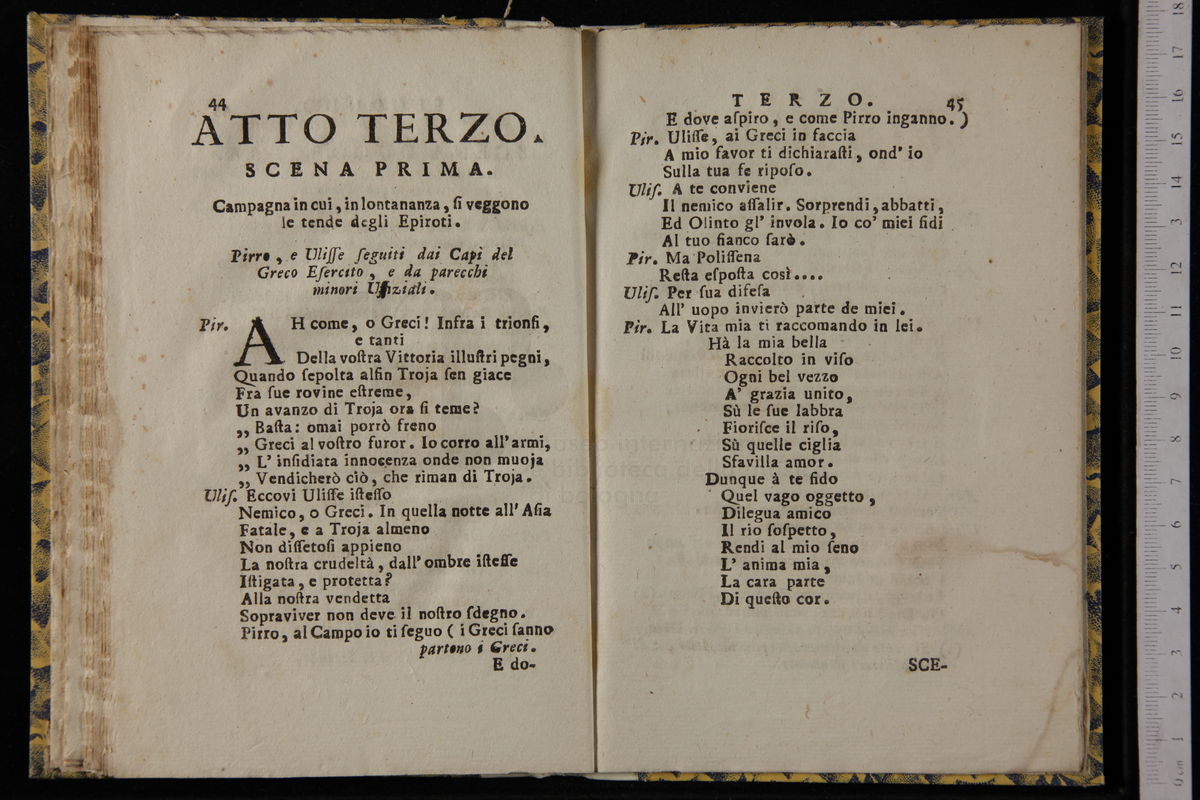 44
ATTO TERZO.
SCENA PRIMA.
Campagna in cui, in lontananza, ſi veggono
le tende degli Epiroti.
Pirro, e Uliſſe ſeguiti dai Capi del
Greco Eſercito, e da parecchi
minori Uffiziali.
Pir. AH come, o Greci! Infra i trionfi,
e tanti
Della voſtra Vittoria illuſtri pegni,
Quando ſepolta alfin Troja ſen giace
Fra ſue rovine eſtreme,
Un avanzo di Troja ora ſi teme?
„ Baſta: omai porrò freno
„ Greci al voſtro furor. Io corro all' armi,
„ L' inſidiata innocenza onde non muoja
„ Vendicherò ciò, che riman di Troja.
Uliſ. Eccovi Uliſſe iſteſſo
Nemico, o Greci. In quella notte all' Aſia
Fatale, e a Troja almeno
Non diſſetoſi appieno
La noſtra crudeltà, dall' ombre iſteſſe
Iſtigata, e protetta?
Alla noſtra vendetta
Sopraviver non deve il noſtro ſdegno.
Pirro, al Campo io ti ſeguo ( i Greci ſanno
partono i Greci.
E do-
TERZO. 45
E dove aſpiro, e come Pirro inganno. )
Pir. Uliſſe, ai Greci in faccia
A mio favor ti dichiaraſti, ond' io
Sulla tua fe ripoſo.
Uliſ. A te conviene
Il nemico aſſalir. Sorprendi, abbatti,
Ed Olinto gl' invola. Io co' miei fidi
Al tuo fianco ſarò.
Pir. Ma Poliſſena
Reſta eſpoſta così....
Uliſ. Per ſua difeſa
All' uopo invierò parte de miei.
Pir. La Vita mia ti raccomando in lei.
Hà la mia bella
Raccolto in viſo
Ogni bel vezzo
A' grazia unito,
Sù le ſue labbra
Fioriſce il riſo,
Sù quelle ciglia
Sfavilla amor.
Dunque à te fido
Quel vago oggetto,
Dilegua amico
Il rio ſoſpetto,
Rendi al mio ſeno
L' anima mia,
La cara parte
Di queſto cor.
SCE-